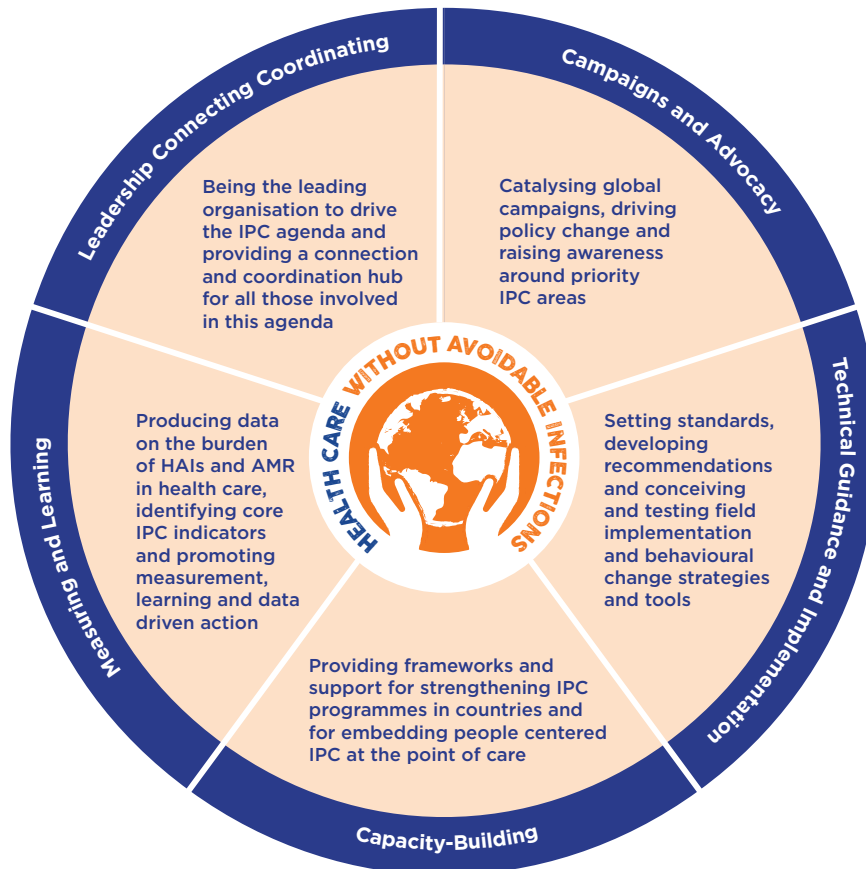 Leadership Connecting Coordinating
Being the leading
organisation to drive
the IPC agenda and
providing a connection
and coordination hub
for all those involved
in this agenda
Campaigns and Advocacy
Catalysing global
campaigns, driving
policy change and
raising awareness
around priority
IPC areas
Technical Guidance and Implementation
Setting standards,
developing
recommendations
and conceiving
and testing field
implementation
and behavioural
change strategies
and tools
Capacity-Building
Providing frameworks and
support for strengthening IPC
programmes in countries and
for embedding people centered
IPC at the point of care
Measuring and Learning
Producing data
on the burden
of HAIs and AMR
in health care,
identifying core
IPC indicators
and promoting
measurement,
learning and data
driven action
HEALTH CARE WITHOUT AVOIDABLE INFECTIONS